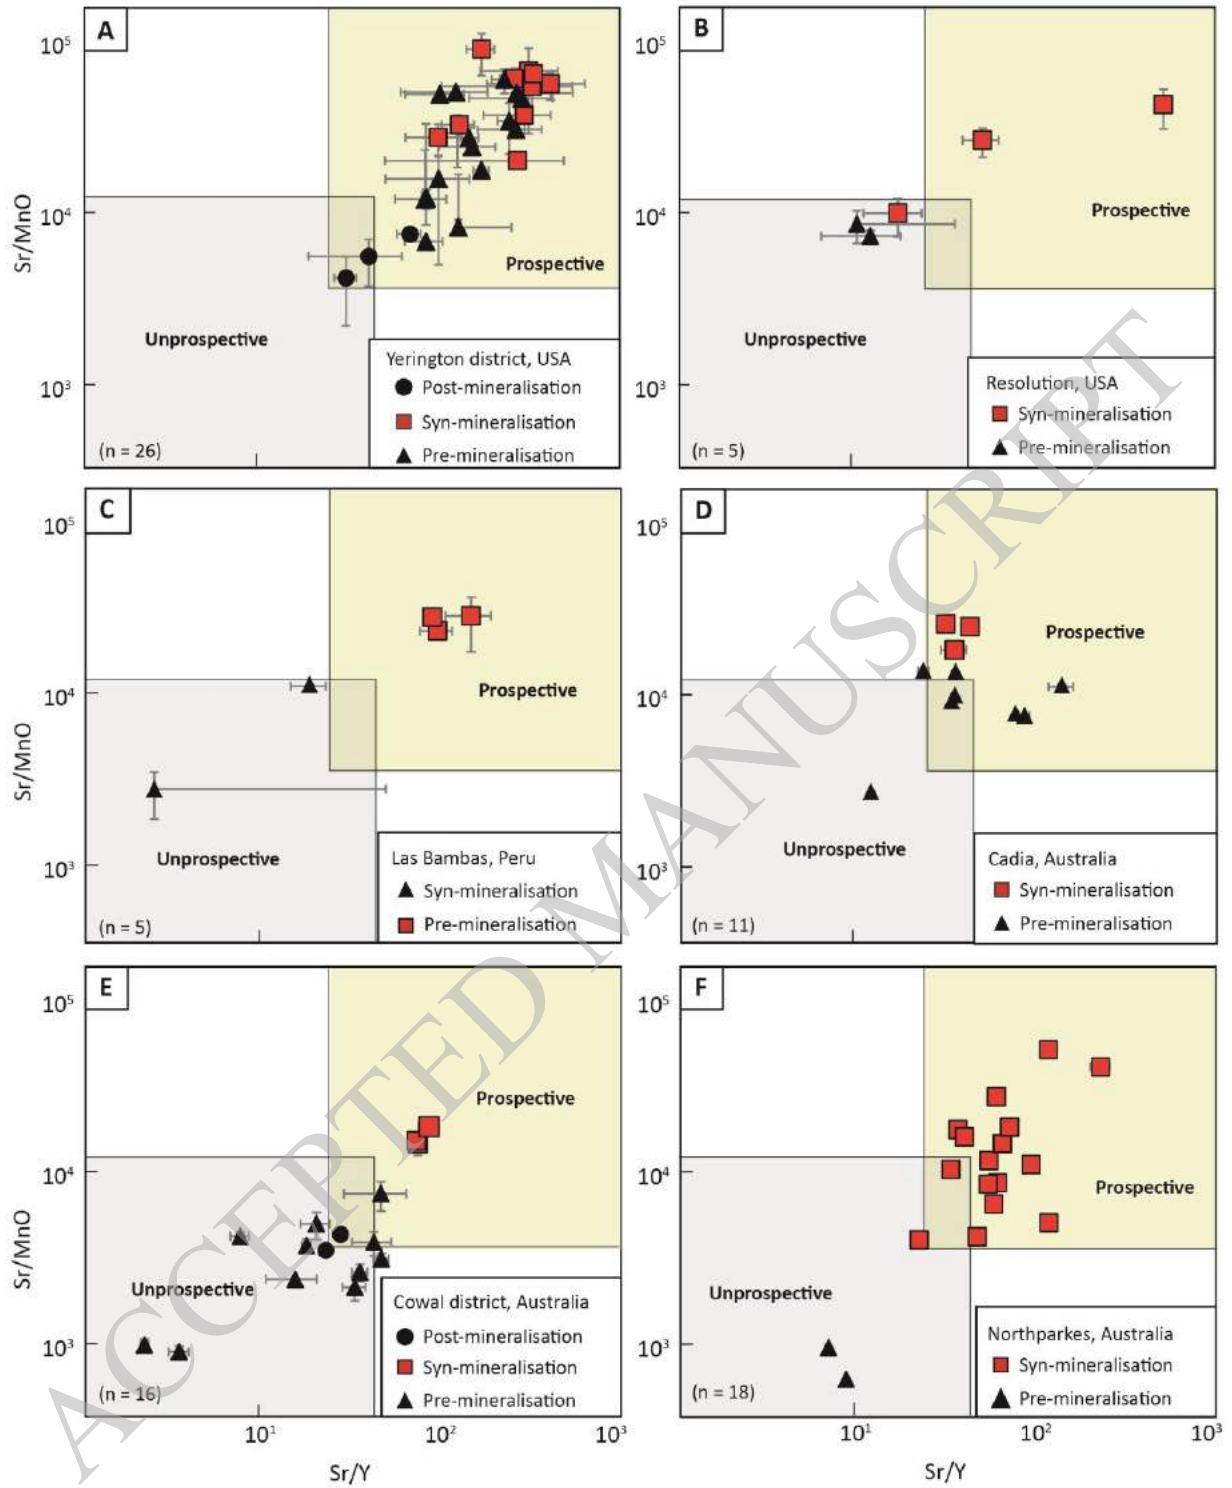 A
10⁵
10⁴
10³
Sr/MnO
Prospective
Unprospective
(n = 26)
Yerington district, USA
Post-mineralisation
Syn-mineralisation
Pre-mineralisation
B
10⁵
10⁴
10³
Prospective
Unprospective
(n = 5)
Resolution, USA
Syn-mineralisation
Pre-mineralisation
C
10⁵
10⁴
10³
Sr/MnO
Prospective
Unprospective
(n = 5)
Las Bambas, Peru
Syn-mineralisation
Pre-mineralisation
D
10⁵
10⁴
10³
Prospective
Unprospective
(n = 11)
Cadia, Australia
Syn-mineralisation
Pre-mineralisation
E
10⁵
10⁴
10³
Sr/MnO
Prospective
Unprospective
(n = 16)
Cowal district, Australia
Post-mineralisation
Syn-mineralisation
Pre-mineralisation
10¹
10²
10³
Sr/Y
F
10⁵
10⁴
10³
Prospective
Unprospective
(n = 18)
Northparkes, Australia
Syn-mineralisation
Pre-mineralisation
10¹
10²
10³
Sr/Y
ACCEPTED MANUSCRIPT